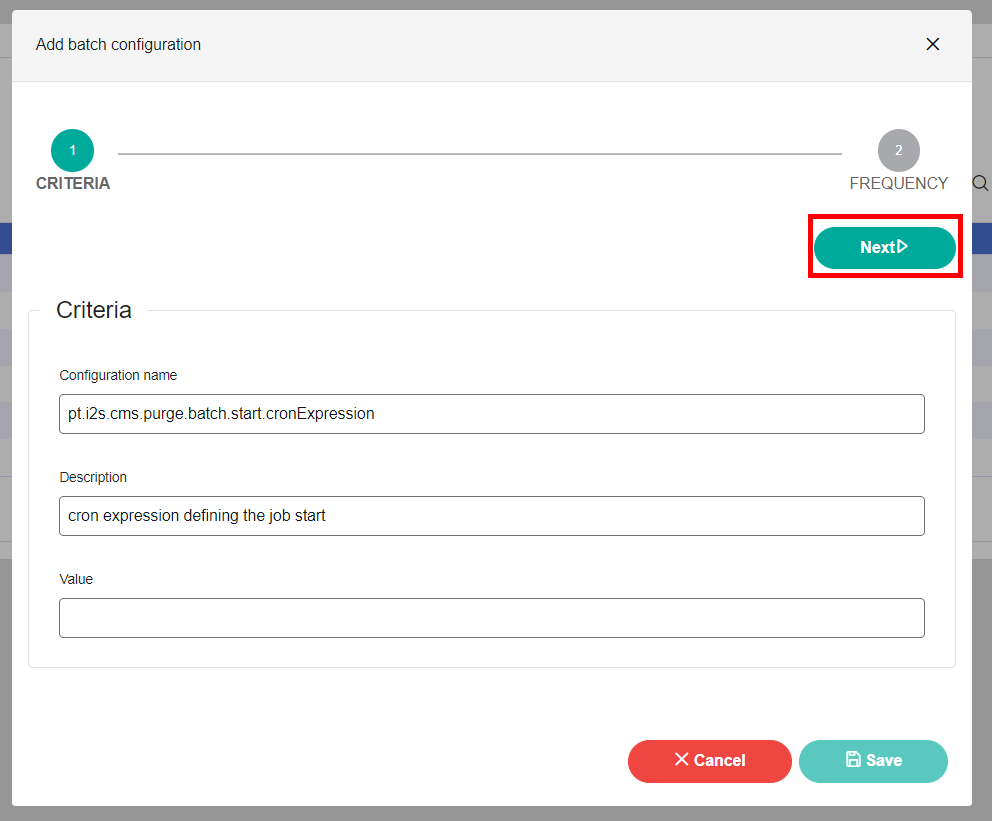 Add batch configuration
1
2
CRITERIA
FREQUENCY
Next
Criteria
Configuration name
pt.i2s.cms.purge.batch.start.cronExpression
Description
cron expression defining the job start
Value
Cancel
Save